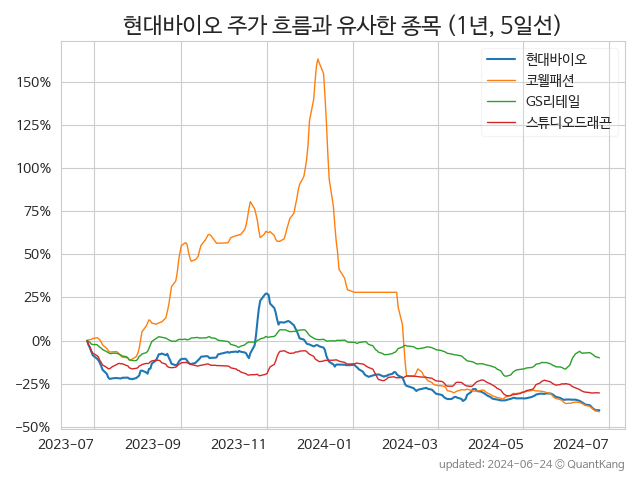 현대바이오 주가 흐름과 유사한 종목 (1년, 5일선)
현대바이오
코웰패션
GS리테일
스튜디오드래곤
150%
125%
100%
75%
50%
25%
0%
−25%
−50%
2023-07 2023-09 2023-11 2024-01 2024-03 2024-05 2024-07
updated: 2024-06-24 © QuantKang